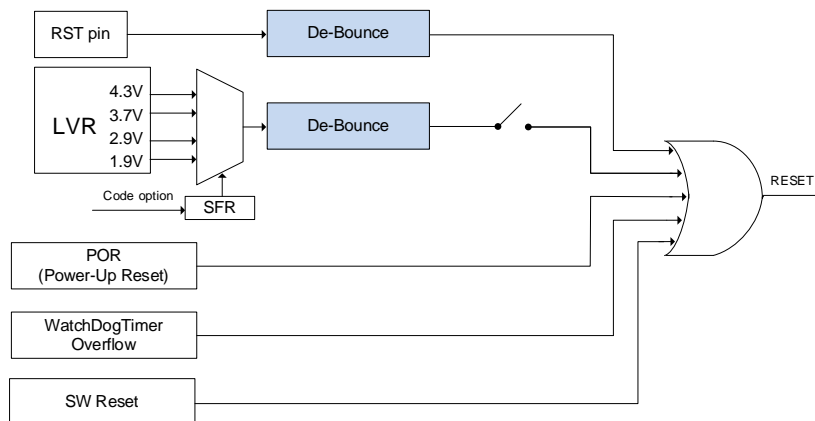 RST pin
De-Bounce
LVR
4.3V
3.7V
2.9V
1.9V
De-Bounce
Code option
SFR
RESET
POR
(Power-Up Reset)
WatchDogTimer
Overflow
SW Reset